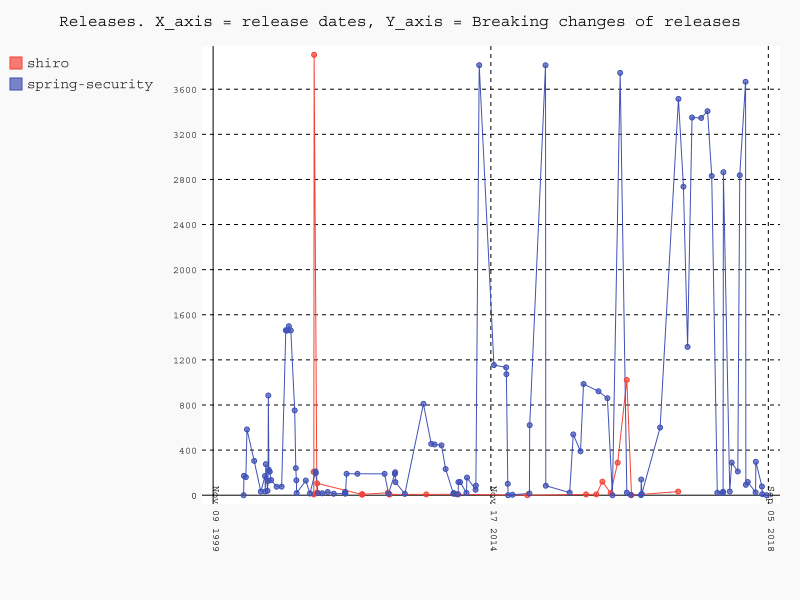 Releases. X_axis = release dates, Y_axis = Breaking changes of releases
shiro
spring-security
3600
3200
2800
2400
2000
1600
1200
800
400
0
Nov 09 1999
Nov 17 2014
Sep 05 2018